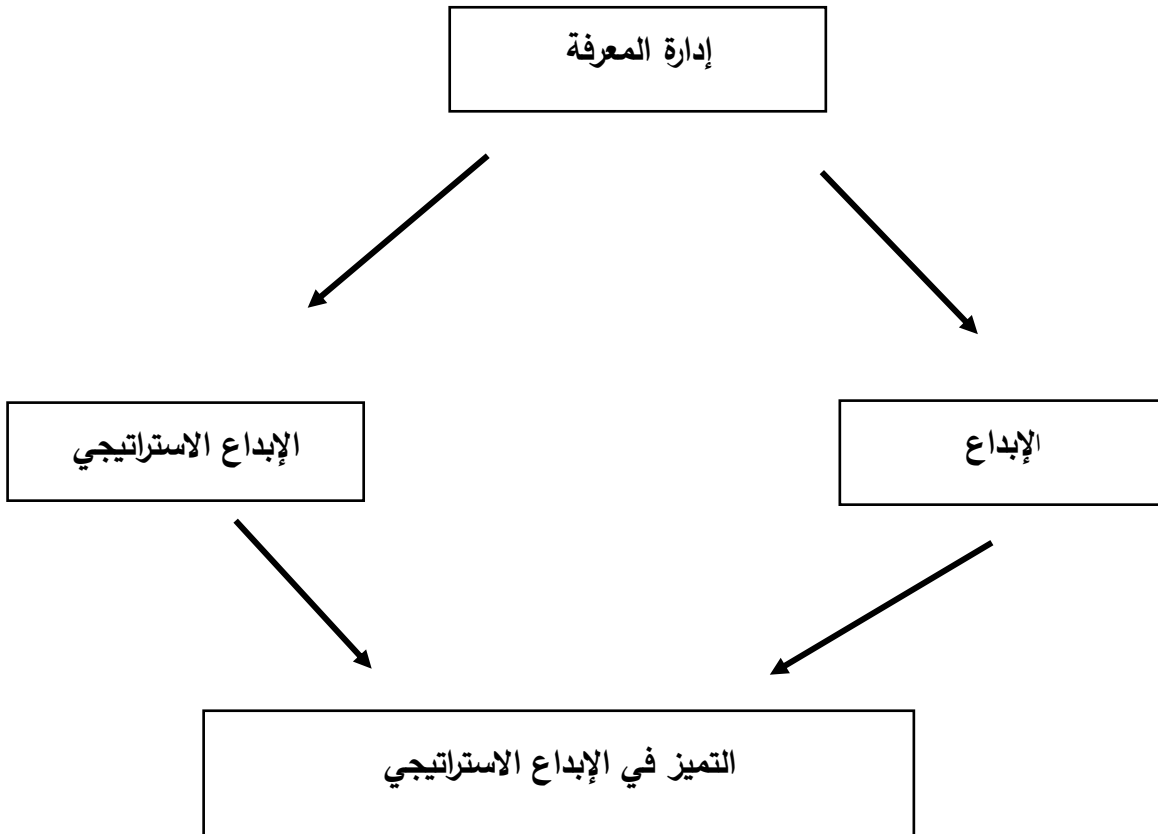 إدارة المعرفة
الإبداع
الإبداع الاستراتيجي
التميز في الإبداع الاستراتيجي